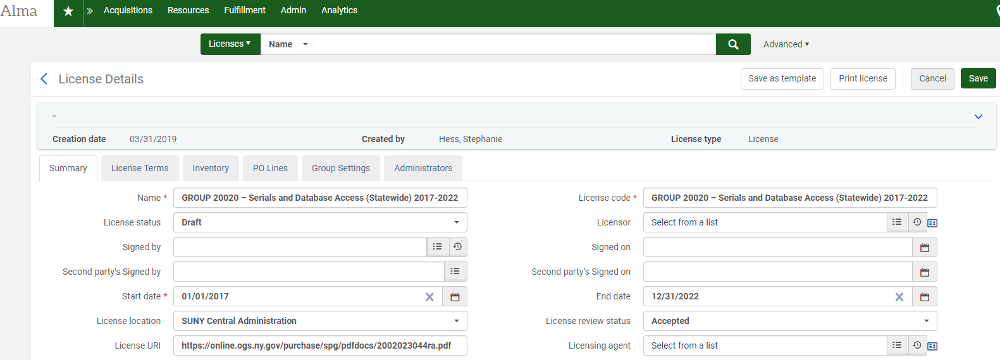 Alma Acquisitions Resources Fulfillment Admin Analytics
Licenses Name Advanced
License Details Save as template Print license Cancel Save
-
Creation date 03/31/2019 Created by Hess, Stephanie License type License
Summary License Terms Inventory PO Lines Group Settings Administrators
Name * GROUP 20020 – Serials and Database Access (Statewide) 2017-2022 License code * GROUP 20020 – Serials and Database Access (Statewide) 2017-2022
License status Draft Licensor Select from a list
Signed by Signed on
Second party's Signed by Second party's Signed on
Start date * 01/01/2017 End date 12/31/2022
License location SUNY Central Administration License review status Accepted
License URI https://online.ogs.ny.gov/purchase/spg/pdfdocs/2002023044ra.pdf Licensing agent Select from a list